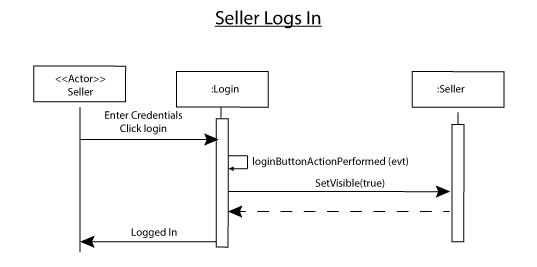 Seller Logs In
<<Actor>>
Seller
:Login
:Seller
Enter Credentials
Click login
loginButtonActionPerformed (evt)
SetVisible(true)
Logged In